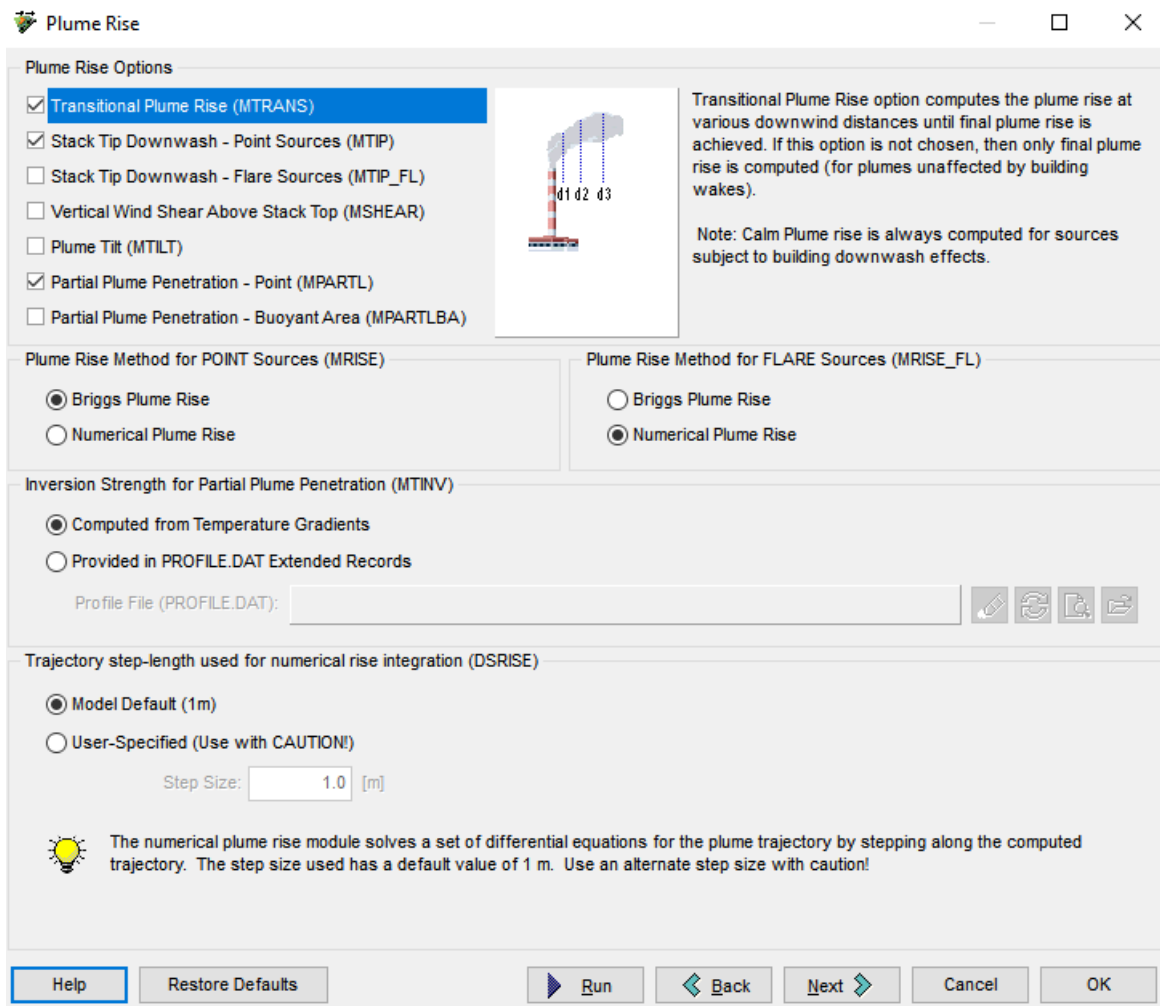 Plume Rise
Plume Rise Options
Transitional Plume Rise (MTRANS)
Stack Tip Downwash - Point Sources (MTIP)
Stack Tip Downwash - Flare Sources (MTIP_FL)
Vertical Wind Shear Above Stack Top (MSHEAR)
Plume Tilt (MTILT)
Partial Plume Penetration - Point (MPARTL)
Partial Plume Penetration - Buoyant Area (MPARTLBA)
d1 d2 d3
Transitional Plume Rise option computes the plume rise at
various downwind distances until final plume rise is
achieved. If this option is not chosen, then only final plume
rise is computed (for plumes unaffected by building
wakes).
Note: Calm Plume rise is always computed for sources
subject to building downwash effects.
Plume Rise Method for POINT Sources (MRISE)
Briggs Plume Rise
Numerical Plume Rise
Plume Rise Method for FLARE Sources (MRISE_FL)
Briggs Plume Rise
Numerical Plume Rise
Inversion Strength for Partial Plume Penetration (MTINV)
Computed from Temperature Gradients
Provided in PROFILE.DAT Extended Records
Profile File (PROFILE.DAT):
Trajectory step-length used for numerical rise integration (DSRISE)
Model Default (1m)
User-Specified (Use with CAUTION!)
Step Size: 1.0 [m]
The numerical plume rise module solves a set of differential equations for the plume trajectory by stepping along the computed
trajectory. The step size used has a default value of 1 m. Use an alternate step size with caution!
Help Restore Defaults Run Back Next Cancel OK